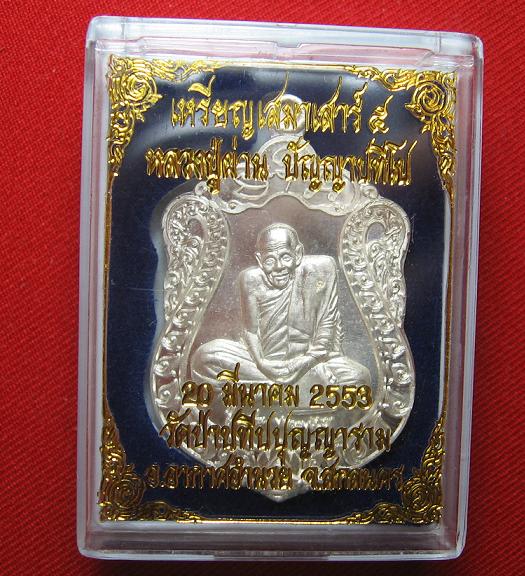 เหรียญเสมาเสาร์ ๕
หลวงปู่ผ่าน ปัญญาปทีโป
20 มีนาคม 2553
วัดป่าปทีปปุญญาราม
อ.อากาศอำนวย จ.สกลนคร